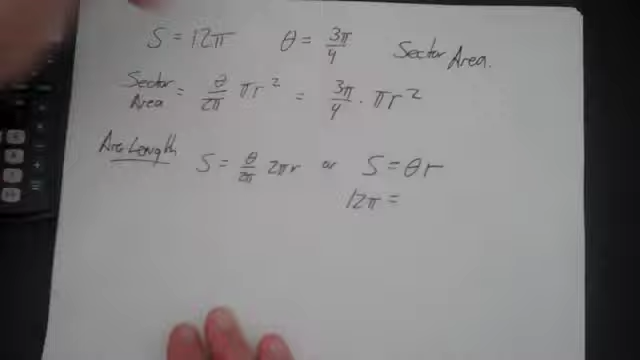 S = 12π θ = 3π/4 Sector Area.
Sector Area = θ/2π πr² = 3π/4 · πr²
Arc Length S = θ/2π 2πr or S = θr
12π =